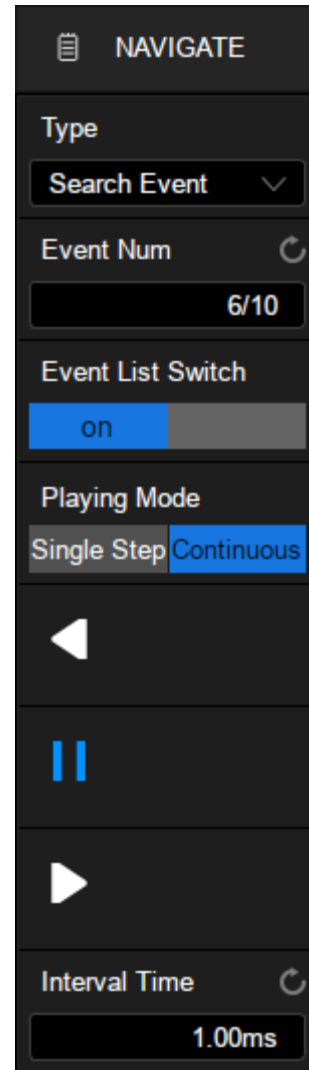 NAVIGATE
Type
Search Event
Event Num
6/10
Event List Switch
on
Playing Mode
Single Step Continuous
Interval Time
1.00ms